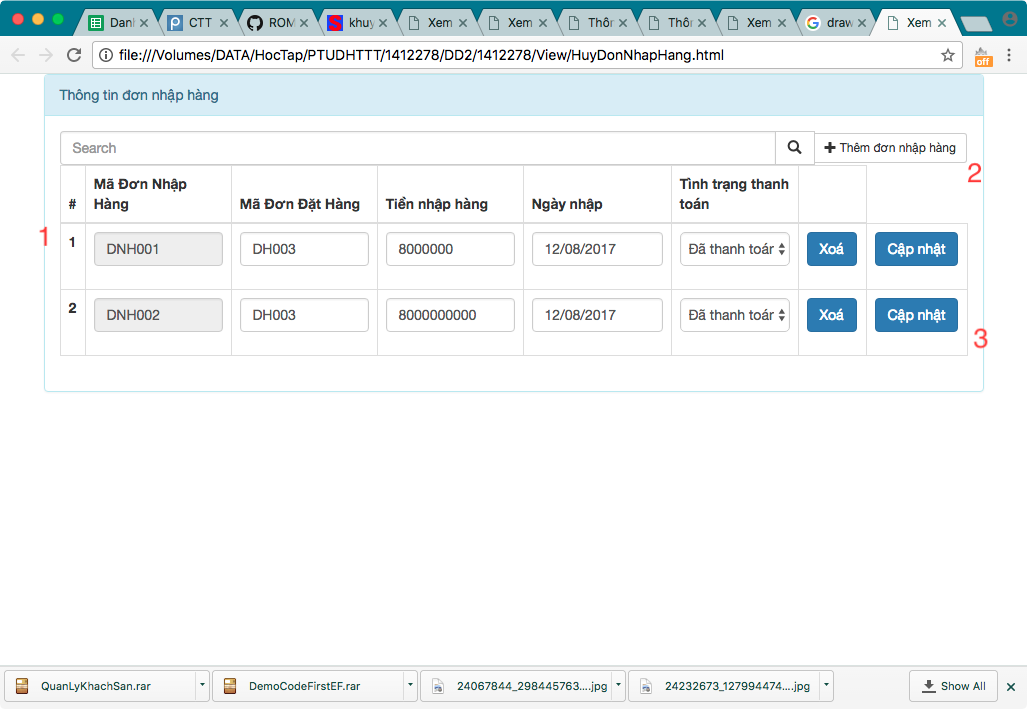 Danh CTT ROM khuy Xem Xem Thôn Thôn Xem draw Xem
file:///Volumes/DATA/HocTap/PTUDHTTT/1412278/DD2/1412278/View/HuyDonNhapHang.html
off
Thông tin đơn nhập hàng
Search
Thêm đơn nhập hàng
2
# Mã Đơn Nhập Hàng Mã Đơn Đặt Hàng Tiền nhập hàng Ngày nhập Tình trạng thanh toán
1
1 DNH001 DH003 8000000 12/08/2017 Đã thanh toán Xoá Cập nhật
2 DNH002 DH003 8000000000 12/08/2017 Đã thanh toán Xoá Cập nhật
3
QuanLyKhachSan.rar DemoCodeFirstEF.rar 24067844_298445763....jpg 24232673_127994474....jpg Show All